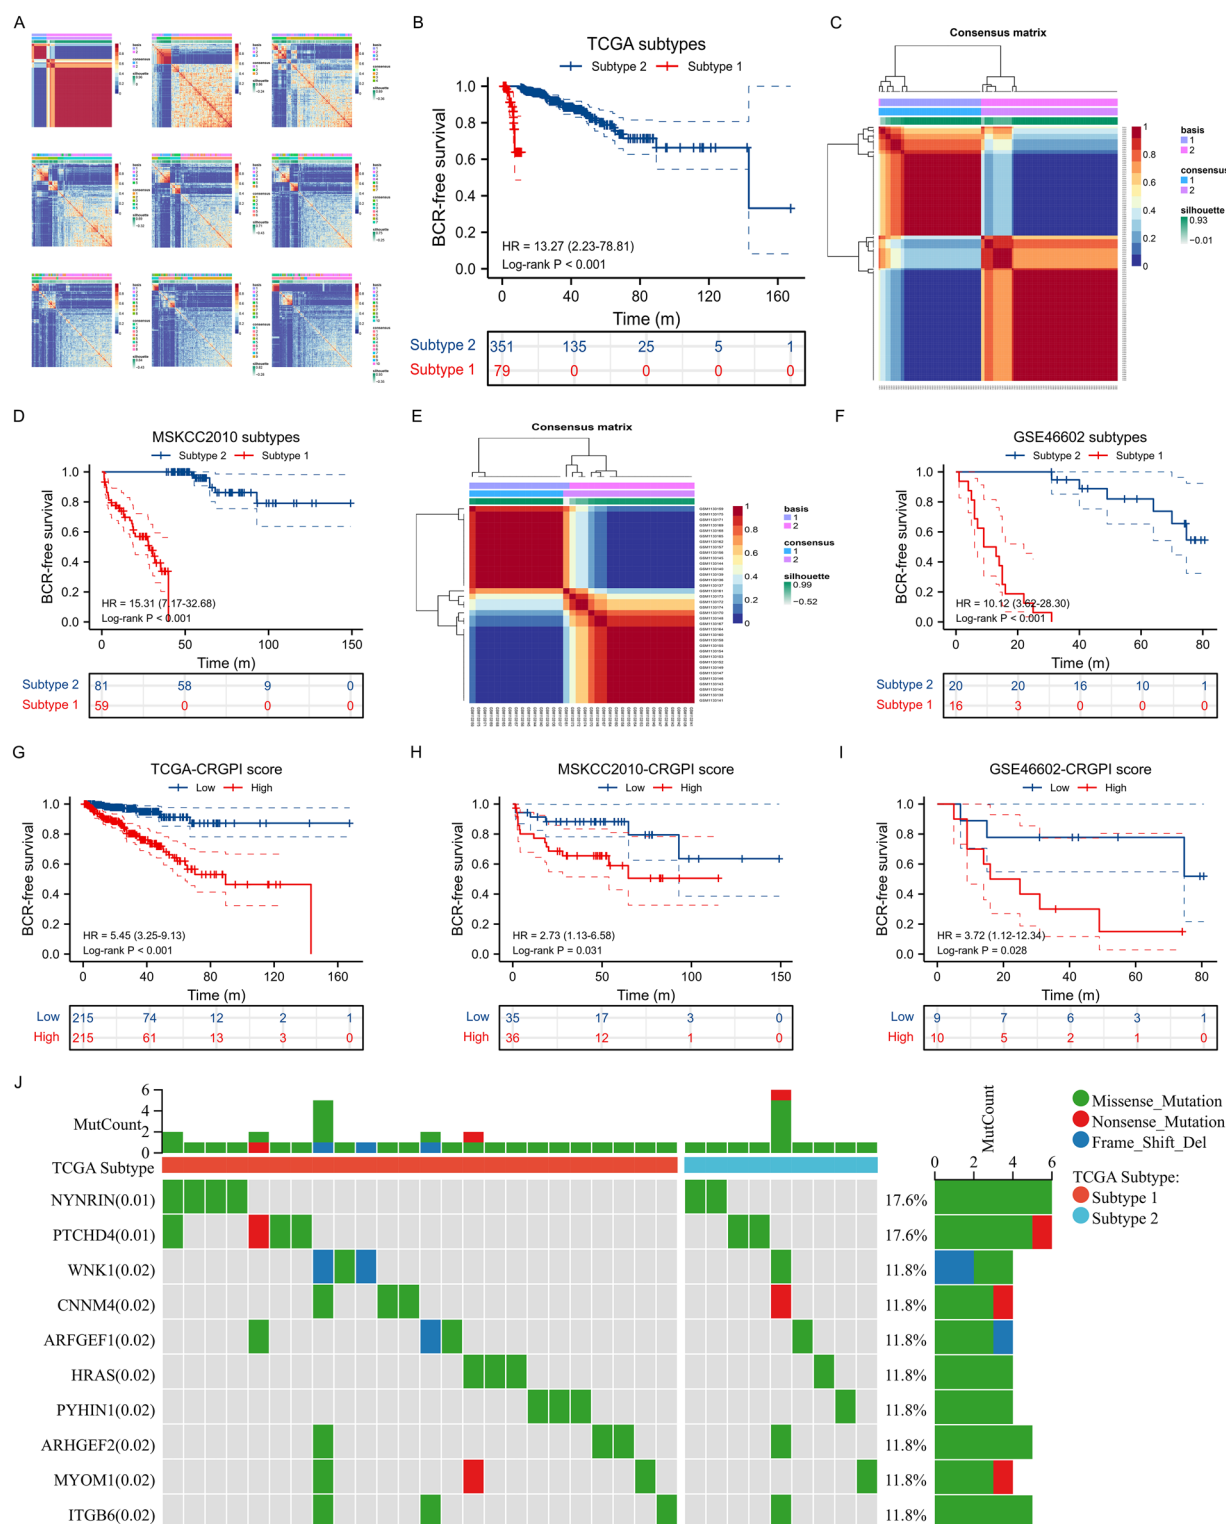 A
B
TCGA subtypes
Subtype 2 Subtype 1
BCR-free survival
1.0
0.8
0.6
0.4
0.2
0.0
HR = 13.27 (2.23-78.81)
Log-rank P < 0.001
0 40 80 120 160
Time (m)
Subtype 2 351 135 25 5 1
Subtype 1 79 0 0 0 0
C
Consensus matrix
1
0.8
0.6
0.4
0.2
0
basis
1
2
consensus
1
2
silhouette
0.93
−0.01
D
MSKCC2010 subtypes
Subtype 2 Subtype 1
BCR-free survival
1.0
0.8
0.6
0.4
0.2
0.0
HR = 15.31 (7.17-32.68)
Log-rank P < 0.001
0 50 100 150
Time (m)
Subtype 2 81 58 9 0
Subtype 1 59 0 0 0
E
Consensus matrix
1
0.8
0.6
0.4
0.2
0
basis
1
2
consensus
1
2
silhouette
0.99
−0.52
F
GSE46602 subtypes
Subtype 2 Subtype 1
BCR-free survival
1.0
0.8
0.6
0.4
0.2
0.0
HR = 10.12 (3.62-28.30)
Log-rank P < 0.001
0 20 40 60 80
Time (m)
Subtype 2 20 20 16 10 1
Subtype 1 16 3 0 0 0
G
TCGA-CRGPI score
Low High
BCR-free survival
1.0
0.8
0.6
0.4
0.2
0.0
HR = 5.45 (3.25-9.13)
Log-rank P < 0.001
0 40 80 120 160
Time (m)
Low 215 74 12 2 1
High 215 61 13 3 0
H
MSKCC2010-CRGPI score
Low High
BCR-free survival
1.0
0.8
0.6
0.4
0.2
0.0
HR = 2.73 (1.13-6.58)
Log-rank P = 0.031
0 50 100 150
Time (m)
Low 35 17 3 0
High 36 12 1 0
I
GSE46602-CRGPI score
Low High
BCR-free survival
1.0
0.8
0.6
0.4
0.2
0.0
HR = 3.72 (1.12-12.34)
Log-rank P = 0.028
0 20 40 60 80
Time (m)
Low 9 7 6 3 1
High 10 5 2 1 0
J
MutCount
6
4
2
0
TCGA Subtype
NYNRIN(0.01) 17.6%
PTCHD4(0.01) 17.6%
WNK1(0.02) 11.8%
CNNM4(0.02) 11.8%
ARFGEF1(0.02) 11.8%
HRAS(0.02) 11.8%
PYHIN1(0.02) 11.8%
ARHGEF2(0.02) 11.8%
MYOM1(0.02) 11.8%
ITGB6(0.02) 11.8%
MutCount
0 2 4 6
Missense_Mutation
Nonsense_Mutation
Frame_Shift_Del
TCGA Subtype:
Subtype 1
Subtype 2